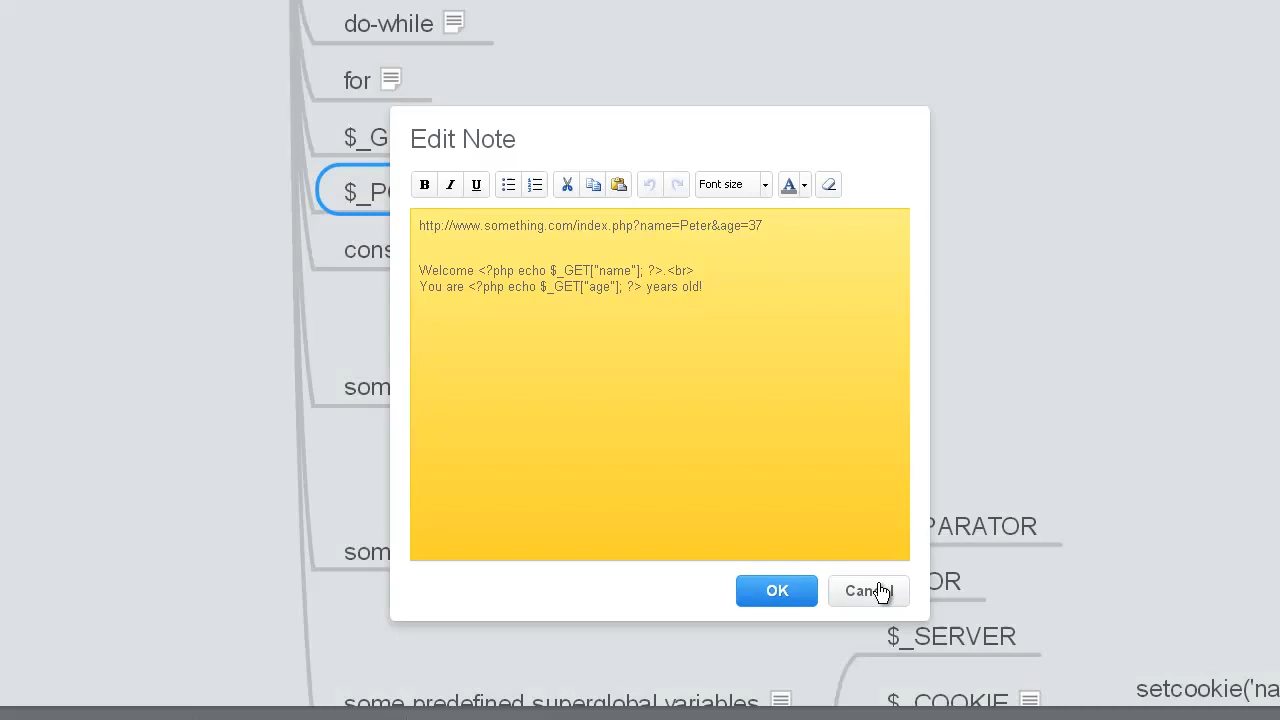 do-while
for
$_G
$_PO
cons
som
som
some predefined superglobal variables
Edit Note
B I U
Font size
A
http://www.something.com/index.php?name=Peter&age=37
Welcome <?php echo $_GET["name"]; ?>.<br>
You are <?php echo $_GET["age"]; ?> years old!
OK
PARATOR
OR
$_SERVER
$_COOKIE
setcookie('na